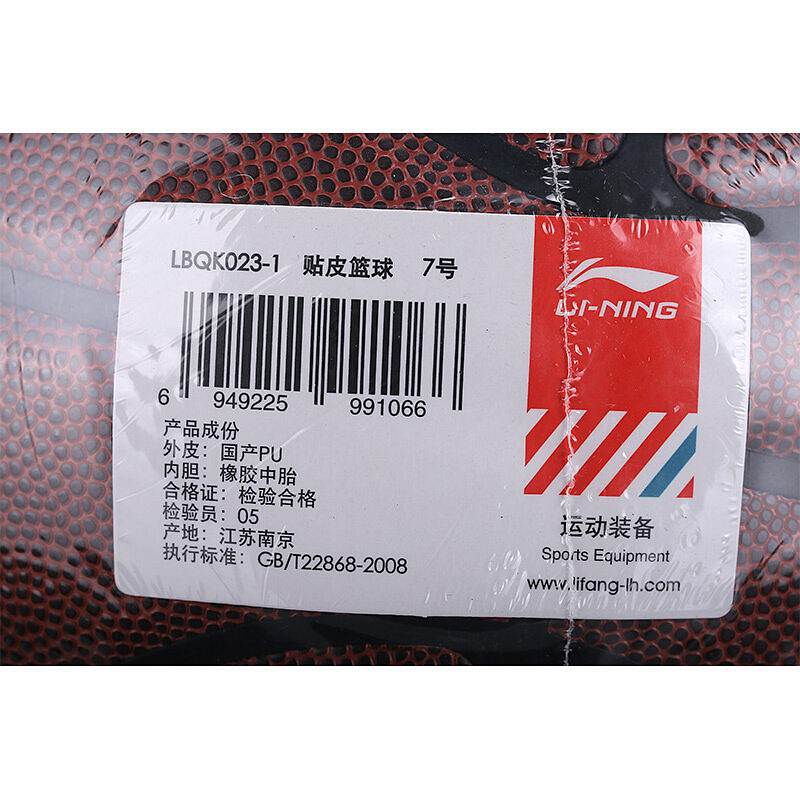 LBQK023-1 贴皮篮球 7号
6 949225 991066
产品成份
外皮：国产PU
内胆：橡胶中胎
合格证：检验合格
检验员：05
产地：江苏南京
执行标准：GB/T22868-2008
LI-NING
运动装备
Sports Equipment
www.lifang-lh.com